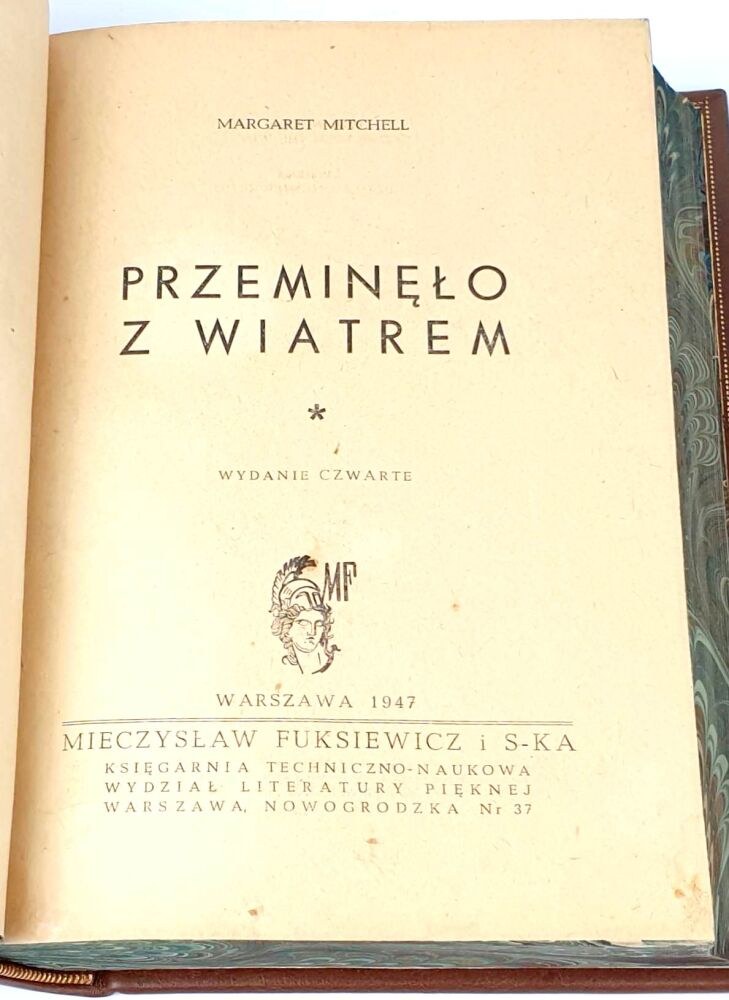 MARGARET MITCHELL
PRZEMINĘŁO
Z WIATREM
*
WYDANIE CZWARTE
MF
WARSZAWA 1947
MIECZYSŁAW FUKSIEWICZ i S-KA
KSIĘGARNIA TECHNICZNO-NAUKOWA
WYDZIAŁ LITERATURY PIĘKNEJ
WARSZAWA, NOWOGRODZKA Nr 37